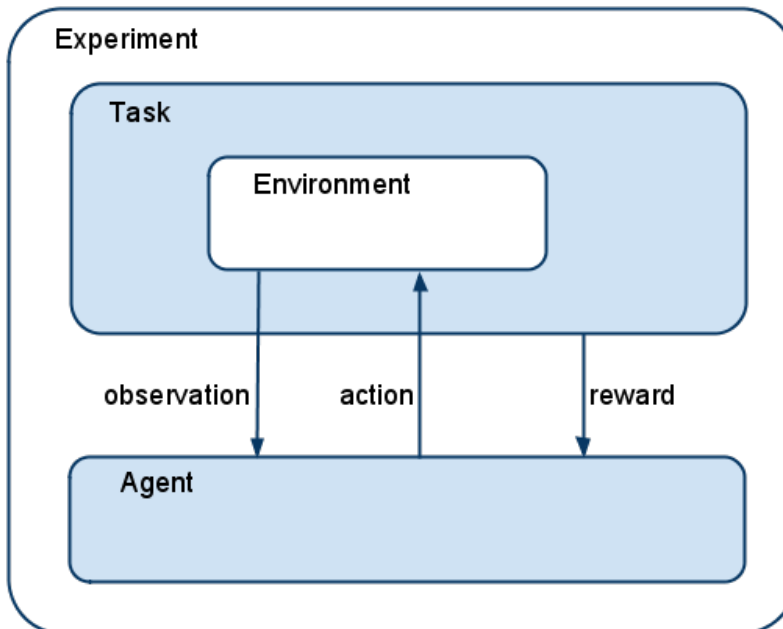 Experiment
Task
Environment
observation
action
reward
Agent